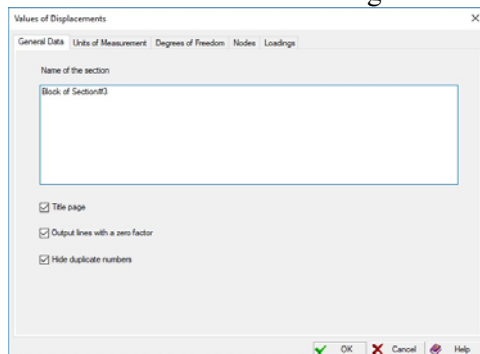 Values of Displacements
General Data Units of Measurement Degrees of Freedom Nodes Loadings
Name of the section
Block of Section#3
Title page
Output lines with a zero factor
Hide duplicate numbers
OK Cancel Help